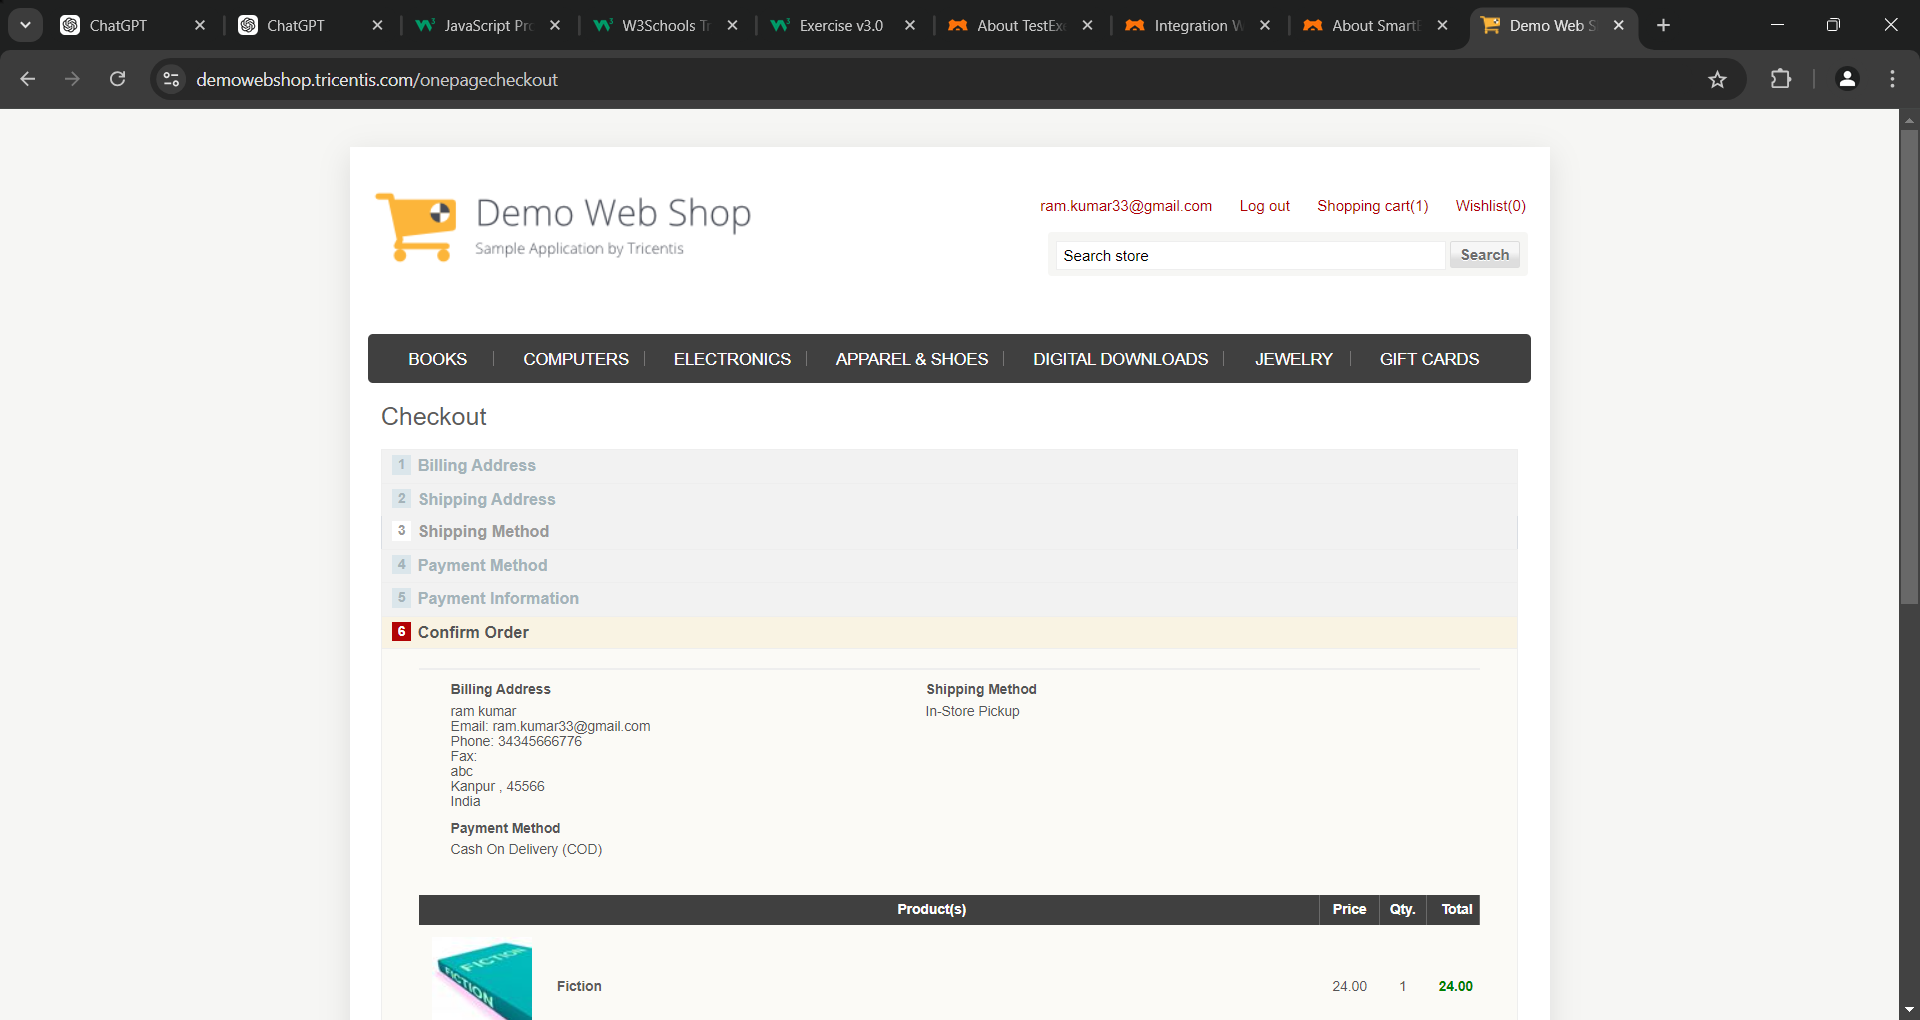 ChatGPT
ChatGPT
JavaScript Pr
W3Schools Tr
Exercise v3.0
About TestExe
Integration W
About SmartB
Demo Web S
demowebshop.tricentis.com/onepagecheckout
Demo Web Shop
Sample Application by Tricentis
ram.kumar33@gmail.com Log out Shopping cart(1) Wishlist(0)
Search store Search
BOOKS COMPUTERS ELECTRONICS APPAREL & SHOES DIGITAL DOWNLOADS JEWELRY GIFT CARDS
Checkout
1 Billing Address
2 Shipping Address
3 Shipping Method
4 Payment Method
5 Payment Information
6 Confirm Order
Billing Address
ram kumar
Email: ram.kumar33@gmail.com
Phone: 34345666776
Fax:
abc
Kanpur , 45566
India
Shipping Method
In-Store Pickup
Payment Method
Cash On Delivery (COD)
Product(s) Price Qty. Total
FICTION
FICTION
Fiction 24.00 1 24.00